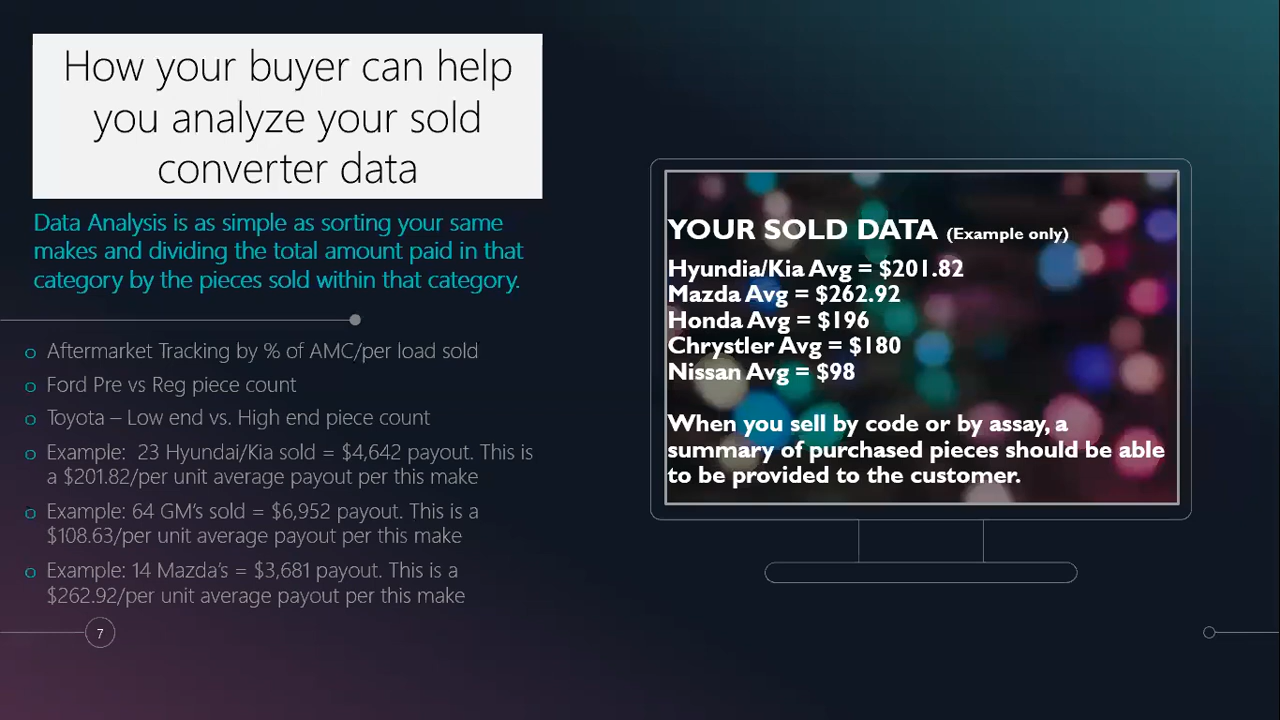 How your buyer can help
you analyze your sold
converter data
Data Analysis is as simple as sorting your same
makes and dividing the total amount paid in that
category by the pieces sold within that category.
o Aftermarket Tracking by % of AMC/per load sold
o Ford Pre vs Reg piece count
o Toyota – Low end vs. High end piece count
o Example:  23 Hyundai/Kia sold = $4,642 payout. This is
a $201.82/per unit average payout per this make
o Example: 64 GM's sold = $6,952 payout. This is a
$108.63/per unit average payout per this make
o Example: 14 Mazda's = $3,681 payout. This is a
$262.92/per unit average payout per this make
7
YOUR SOLD DATA (Example only)
Hyundia/Kia Avg = $201.82
Mazda Avg = $262.92
Honda Avg = $196
Chrystler Avg = $180
Nissan Avg = $98
When you sell by code or by assay, a
summary of purchased pieces should be able
to be provided to the customer.